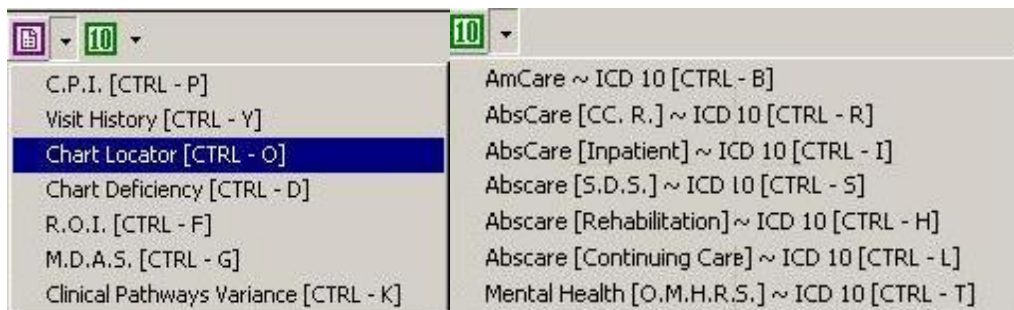 10
C.P.I. [CTRL - P]
Visit History [CTRL - Y]
Chart Locator [CTRL - O]
Chart Deficiency [CTRL - D]
R.O.I. [CTRL - F]
M.D.A.S. [CTRL - G]
Clinical Pathways Variance [CTRL - K]
10
AmCare ~ ICD 10 [CTRL - B]
AbsCare [CC. R.] ~ ICD 10 [CTRL - R]
AbsCare [Inpatient] ~ ICD 10 [CTRL - I]
Abscare [S.D.S.] ~ ICD 10 [CTRL - S]
Abscare [Rehabilitation] ~ ICD 10 [CTRL - H]
Abscare [Continuing Care] ~ ICD 10 [CTRL - L]
Mental Health [O.M.H.R.S.] ~ ICD 10 [CTRL - T]